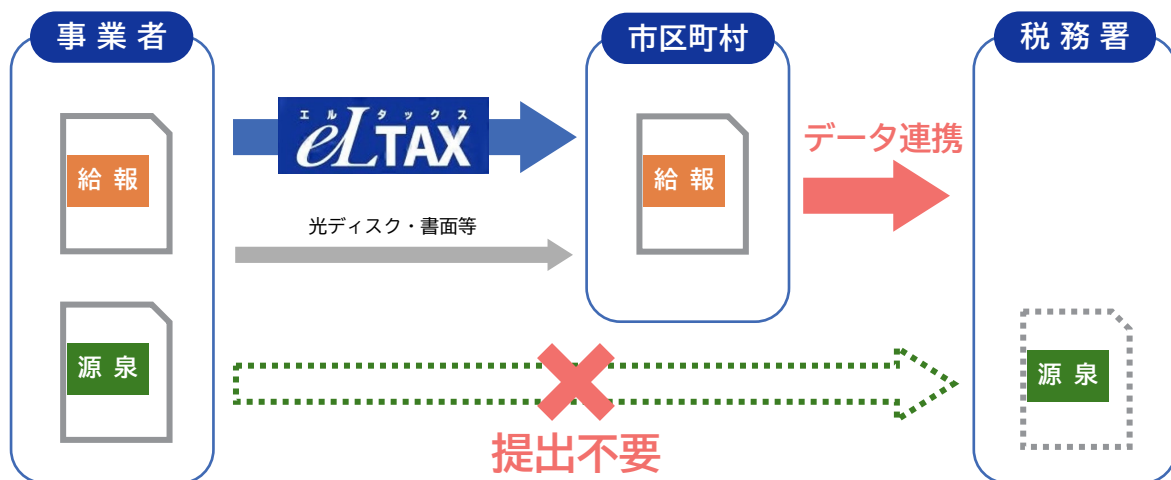 事業者
市区町村
税務署
エルタックス
eLTAX
データ連携
給報
給報
光ディスク・書面等
源泉
源泉
提出不要